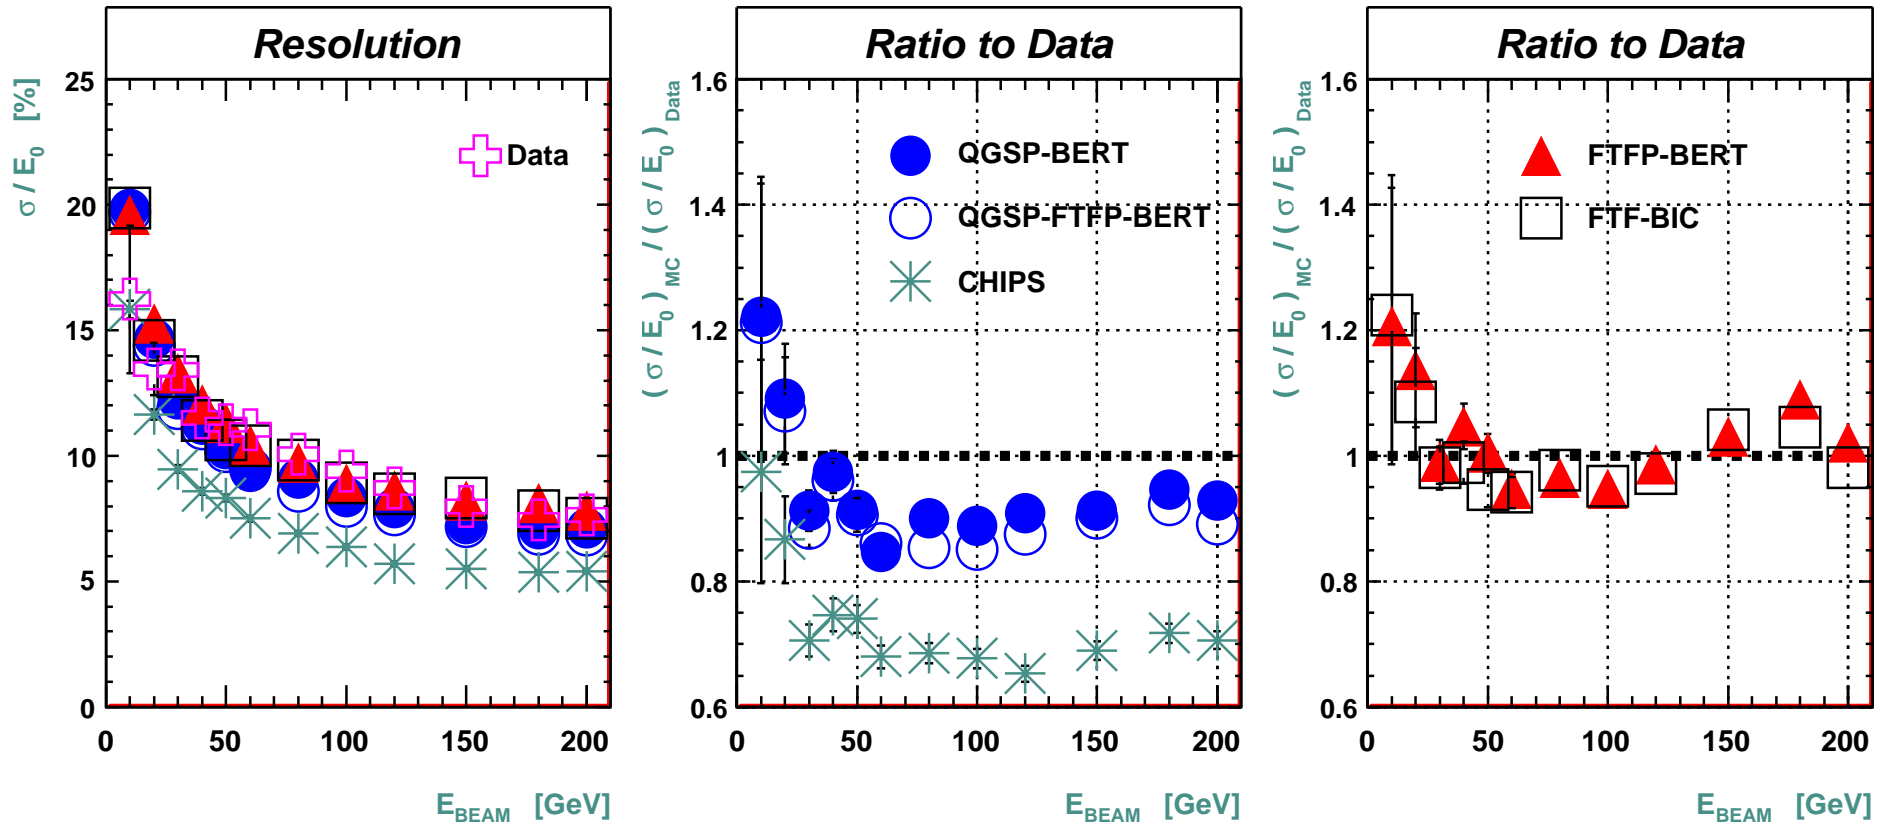 Resolution
σ / E0 [%]
25
20
15
10
5
0
Data
0 50 100 150 200
EBEAM [GeV]
Ratio to Data
( σ / E0 )MC / ( σ / E0 )Data
1.6
1.4
1.2
1
0.8
0.6
QGSP-BERT
QGSP-FTFP-BERT
CHIPS
0 50 100 150 200
EBEAM [GeV]
Ratio to Data
( σ / E0 )MC / ( σ / E0 )Data
1.6
1.4
1.2
1
0.8
0.6
FTFP-BERT
FTF-BIC
0 50 100 150 200
EBEAM [GeV]